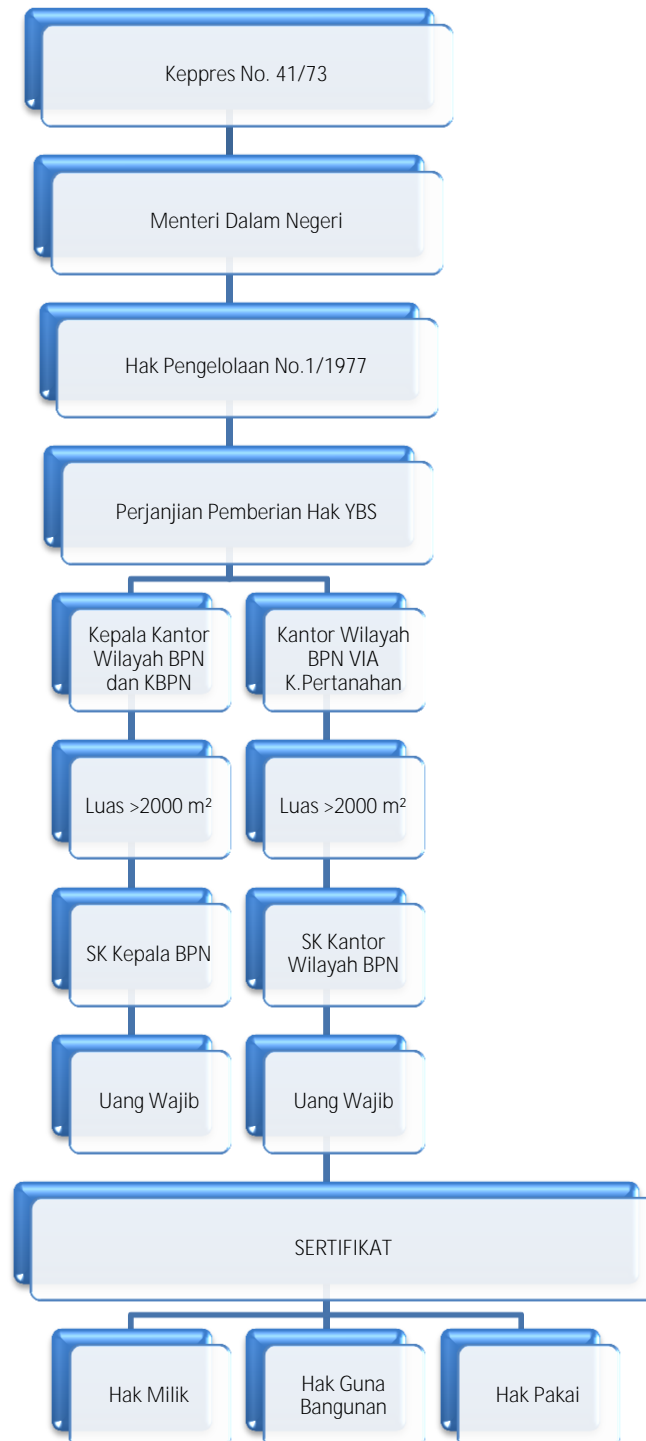 Keppres No. 41/73
Menteri Dalam Negeri
Hak Pengelolaan No.1/1977
Perjanjian Pemberian Hak YBS
Kepala Kantor
Wilayah BPN
dan KBPN
Kantor Wilayah
BPN VIA
K.Pertanahan
Luas >2000 m²
Luas >2000 m²
SK Kepala BPN
SK Kantor
Wilayah BPN
Uang Wajib
Uang Wajib
SERTIFIKAT
Hak Milik
Hak Guna
Bangunan
Hak Pakai